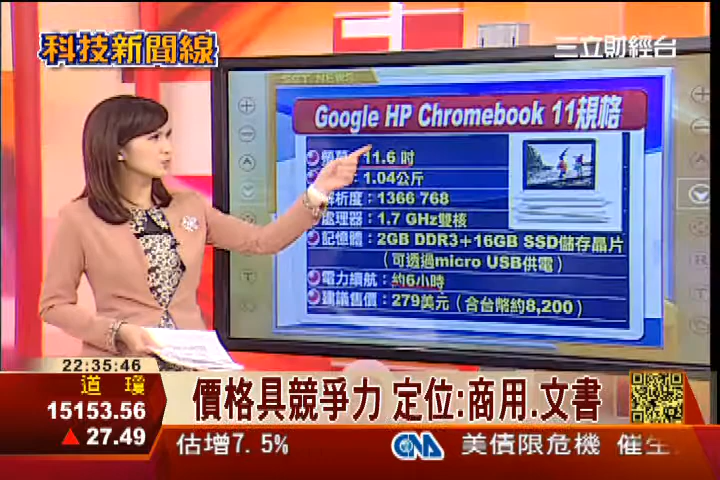 科技新聞線
三立財經台
SET NEWS
Google HP Chromebook 11規格
11.6 吋
1.04公斤
解析度：1366 768
處理器：1.7 GHz雙核
記憶體：2GB DDR3+16GB SSD儲存晶片
（可透過micro USB供電）
電力續航：約6小時
建議售價：279美元（含台幣約8,200）
22:35:46
道瓊
15153.56
▲27.49
價格具競爭力 定位:商用.文書
估增7.5%
CNA
美債限危機 催生